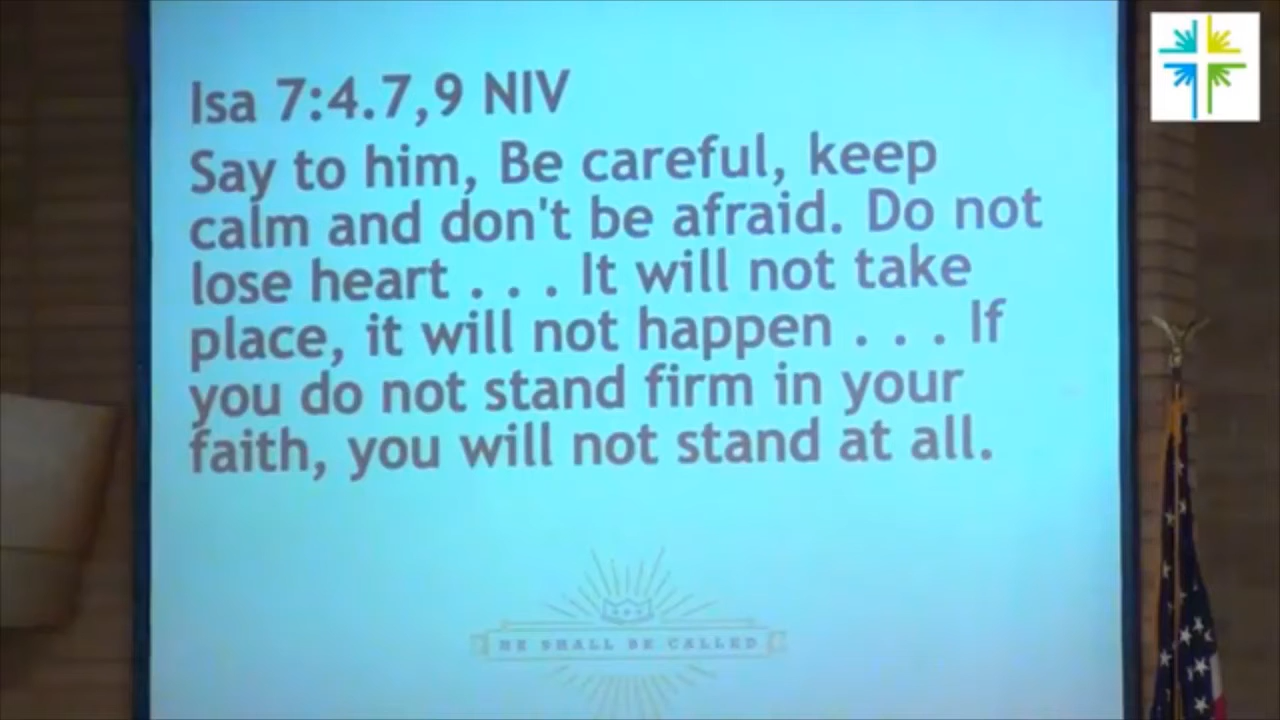 Isa 7:4.7,9 NIV
Say to him, Be careful, keep
calm and don't be afraid. Do not
lose heart . . . It will not take
place, it will not happen . . . If
you do not stand firm in your
faith, you will not stand at all.
HE SHALL BE CALLED